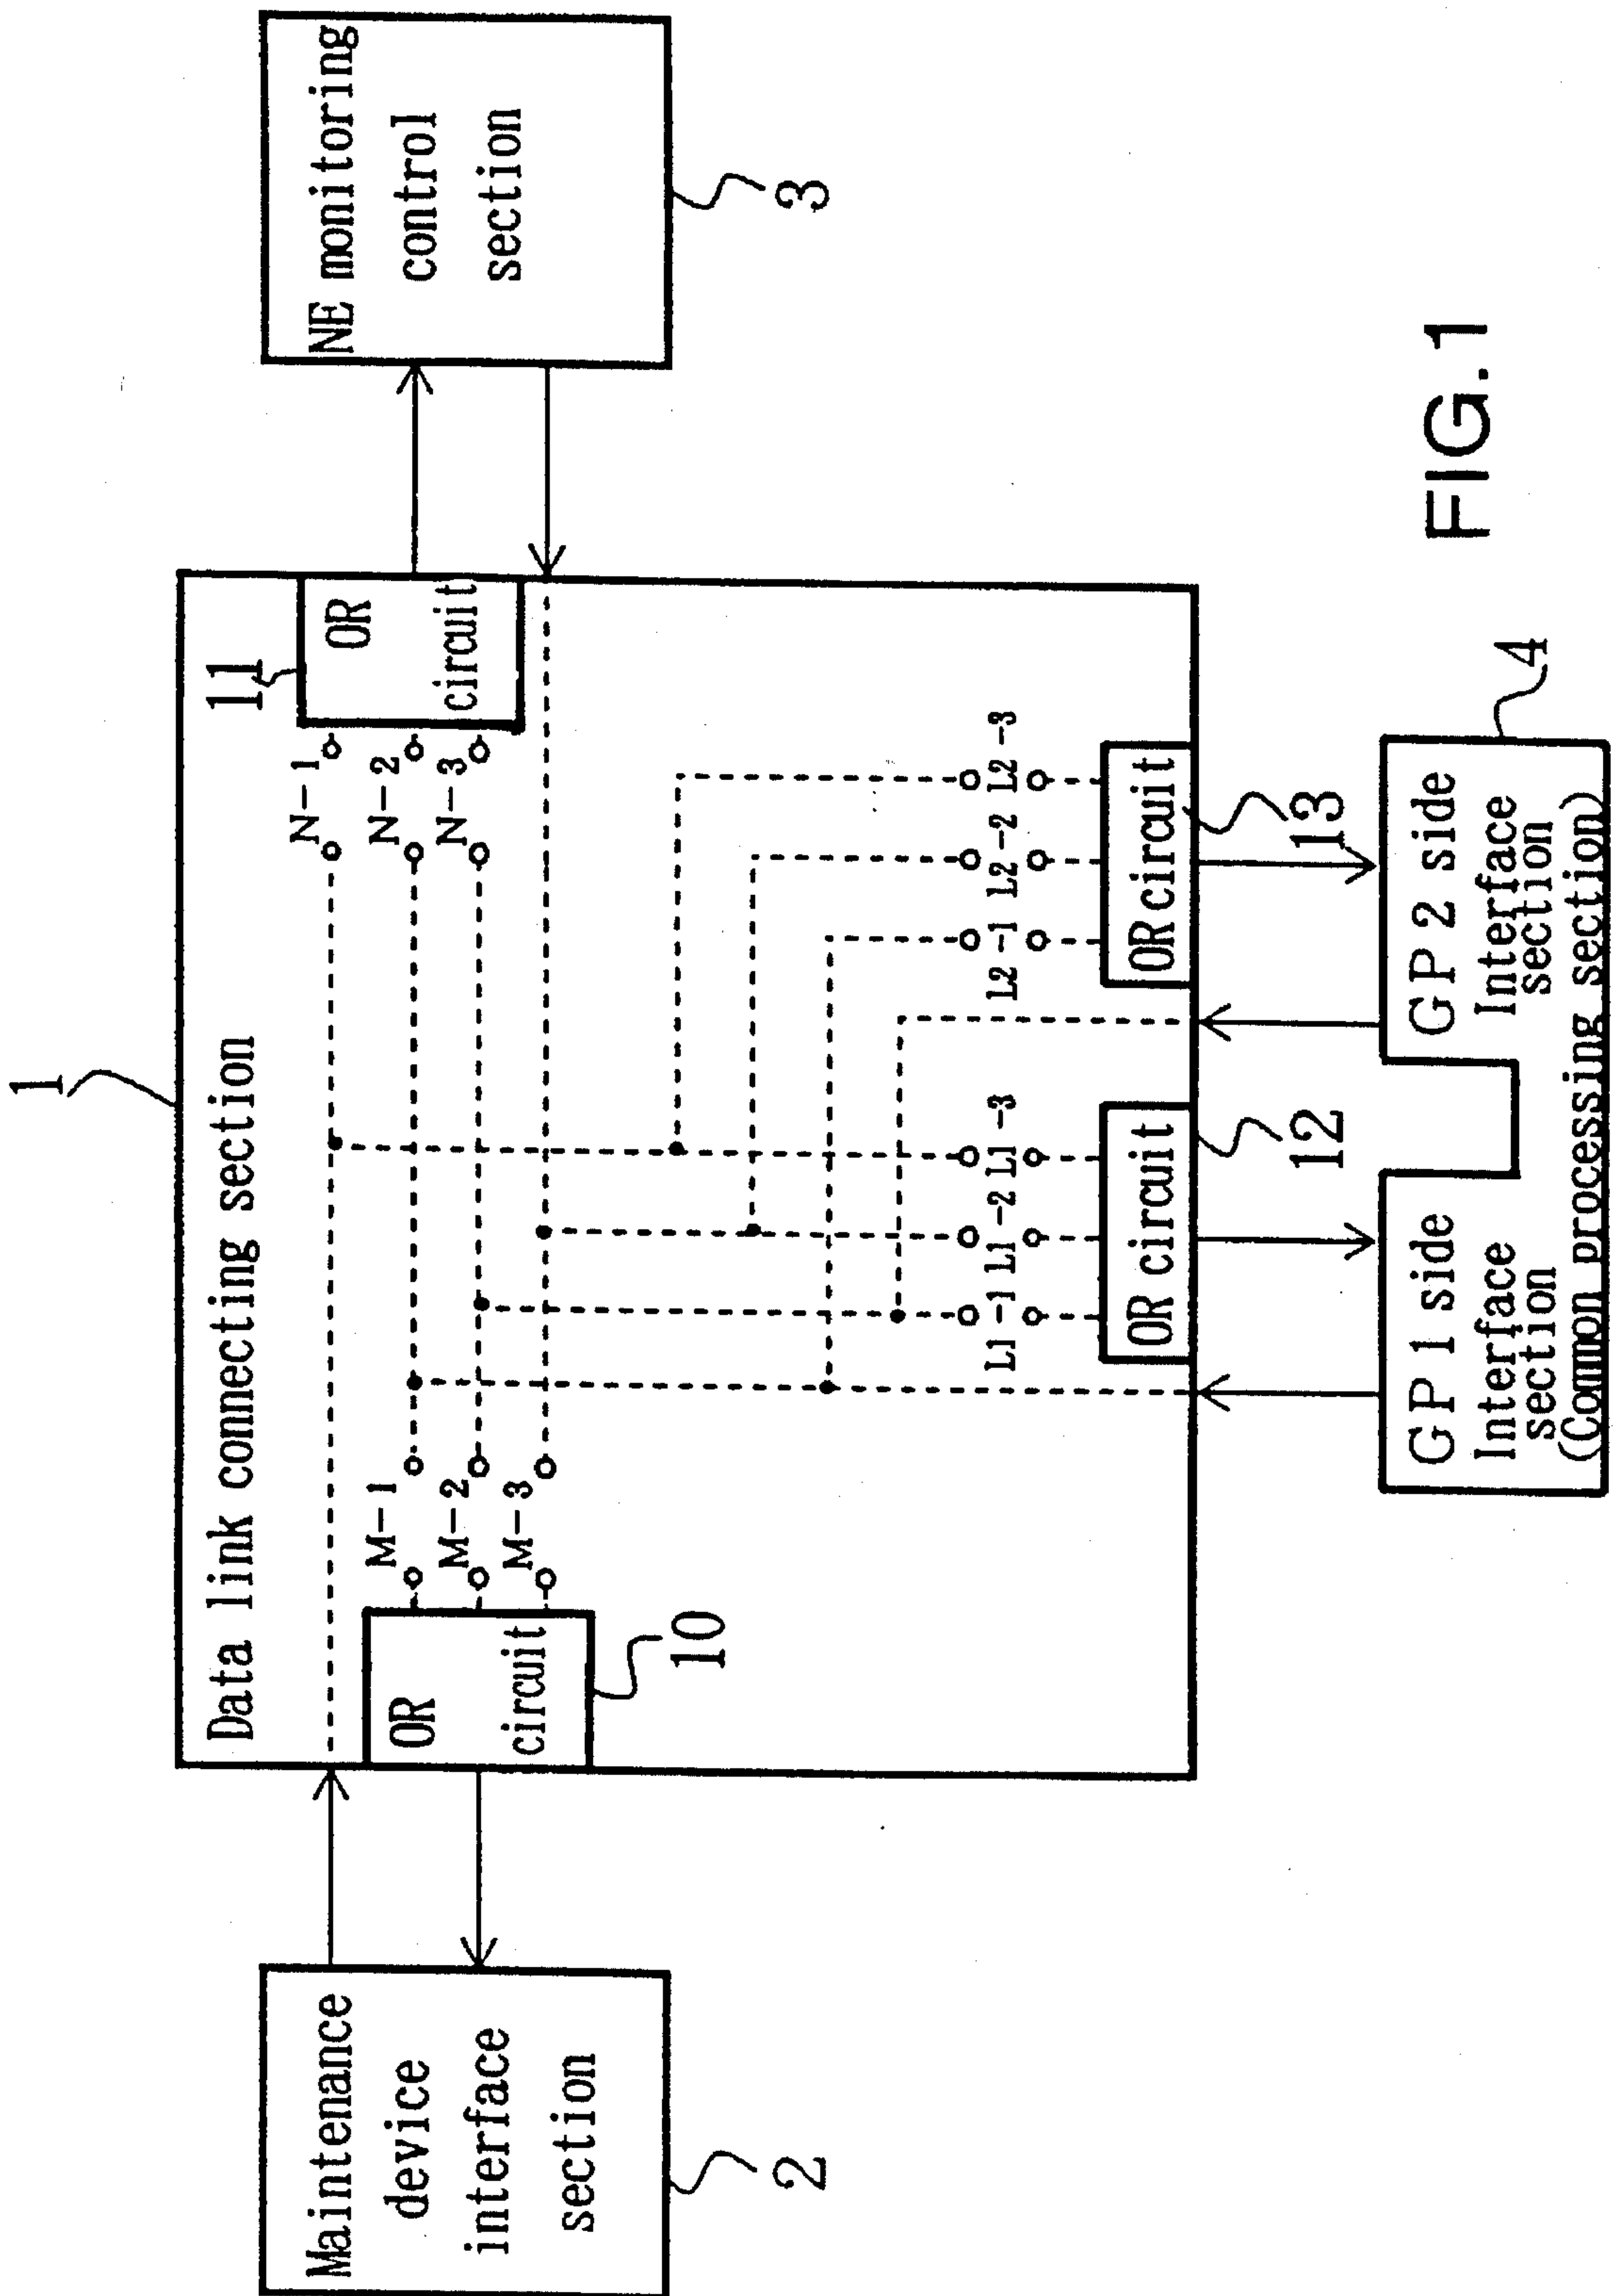 1
Data link connecting section
Maintenance
device
interface
section
2
NE monitoring
control
section
3
OR
circuit
10
11
OR
circuit
M-1
M-2
M-3
N-1
N-2
N-3
L1-1
L1-2
L1-3
L2-1
L2-2
L2-3
OR circuit
12
OR circuit
13
GP1 side
Interface
section
GP2 side
Interface
section
(Common processing section)
4
FIG.1